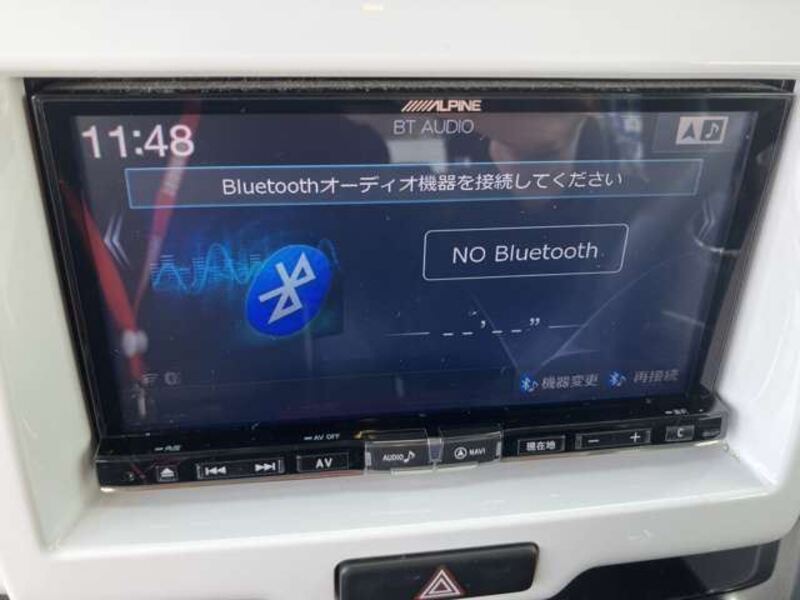 ALPINE
BT AUDIO
11:48
Bluetoothオーディオ機器を接続してください
NO Bluetooth
--’--”
機器変更 再接続
AV OFF
AV AUDIO NAVI 現在地 − + C